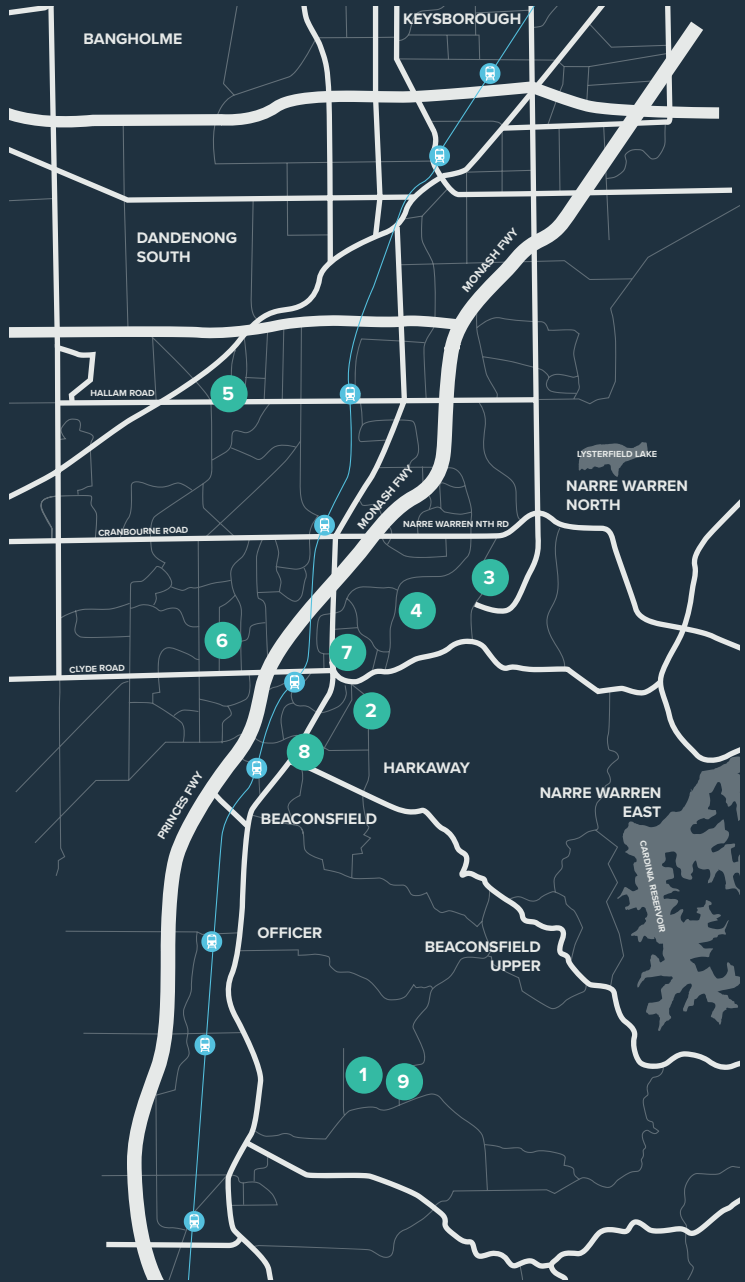 KEYSBOROUGH
BANGHOLME
DANDENONG
SOUTH
MONASH FWY
HALLAM ROAD
5
LYSTERFIELD LAKE
NARRE WARREN
NORTH
MONASH FWY
CRANBOURNE ROAD
NARRE WARREN NTH RD
3
4
6
7
CLYDE ROAD
2
8
HARKAWAY
PRINCES FWY
NARRE WARREN
EAST
BEACONSFIELD
CARDINIA RESERVOIR
OFFICER
BEACONSFIELD
UPPER
1
9